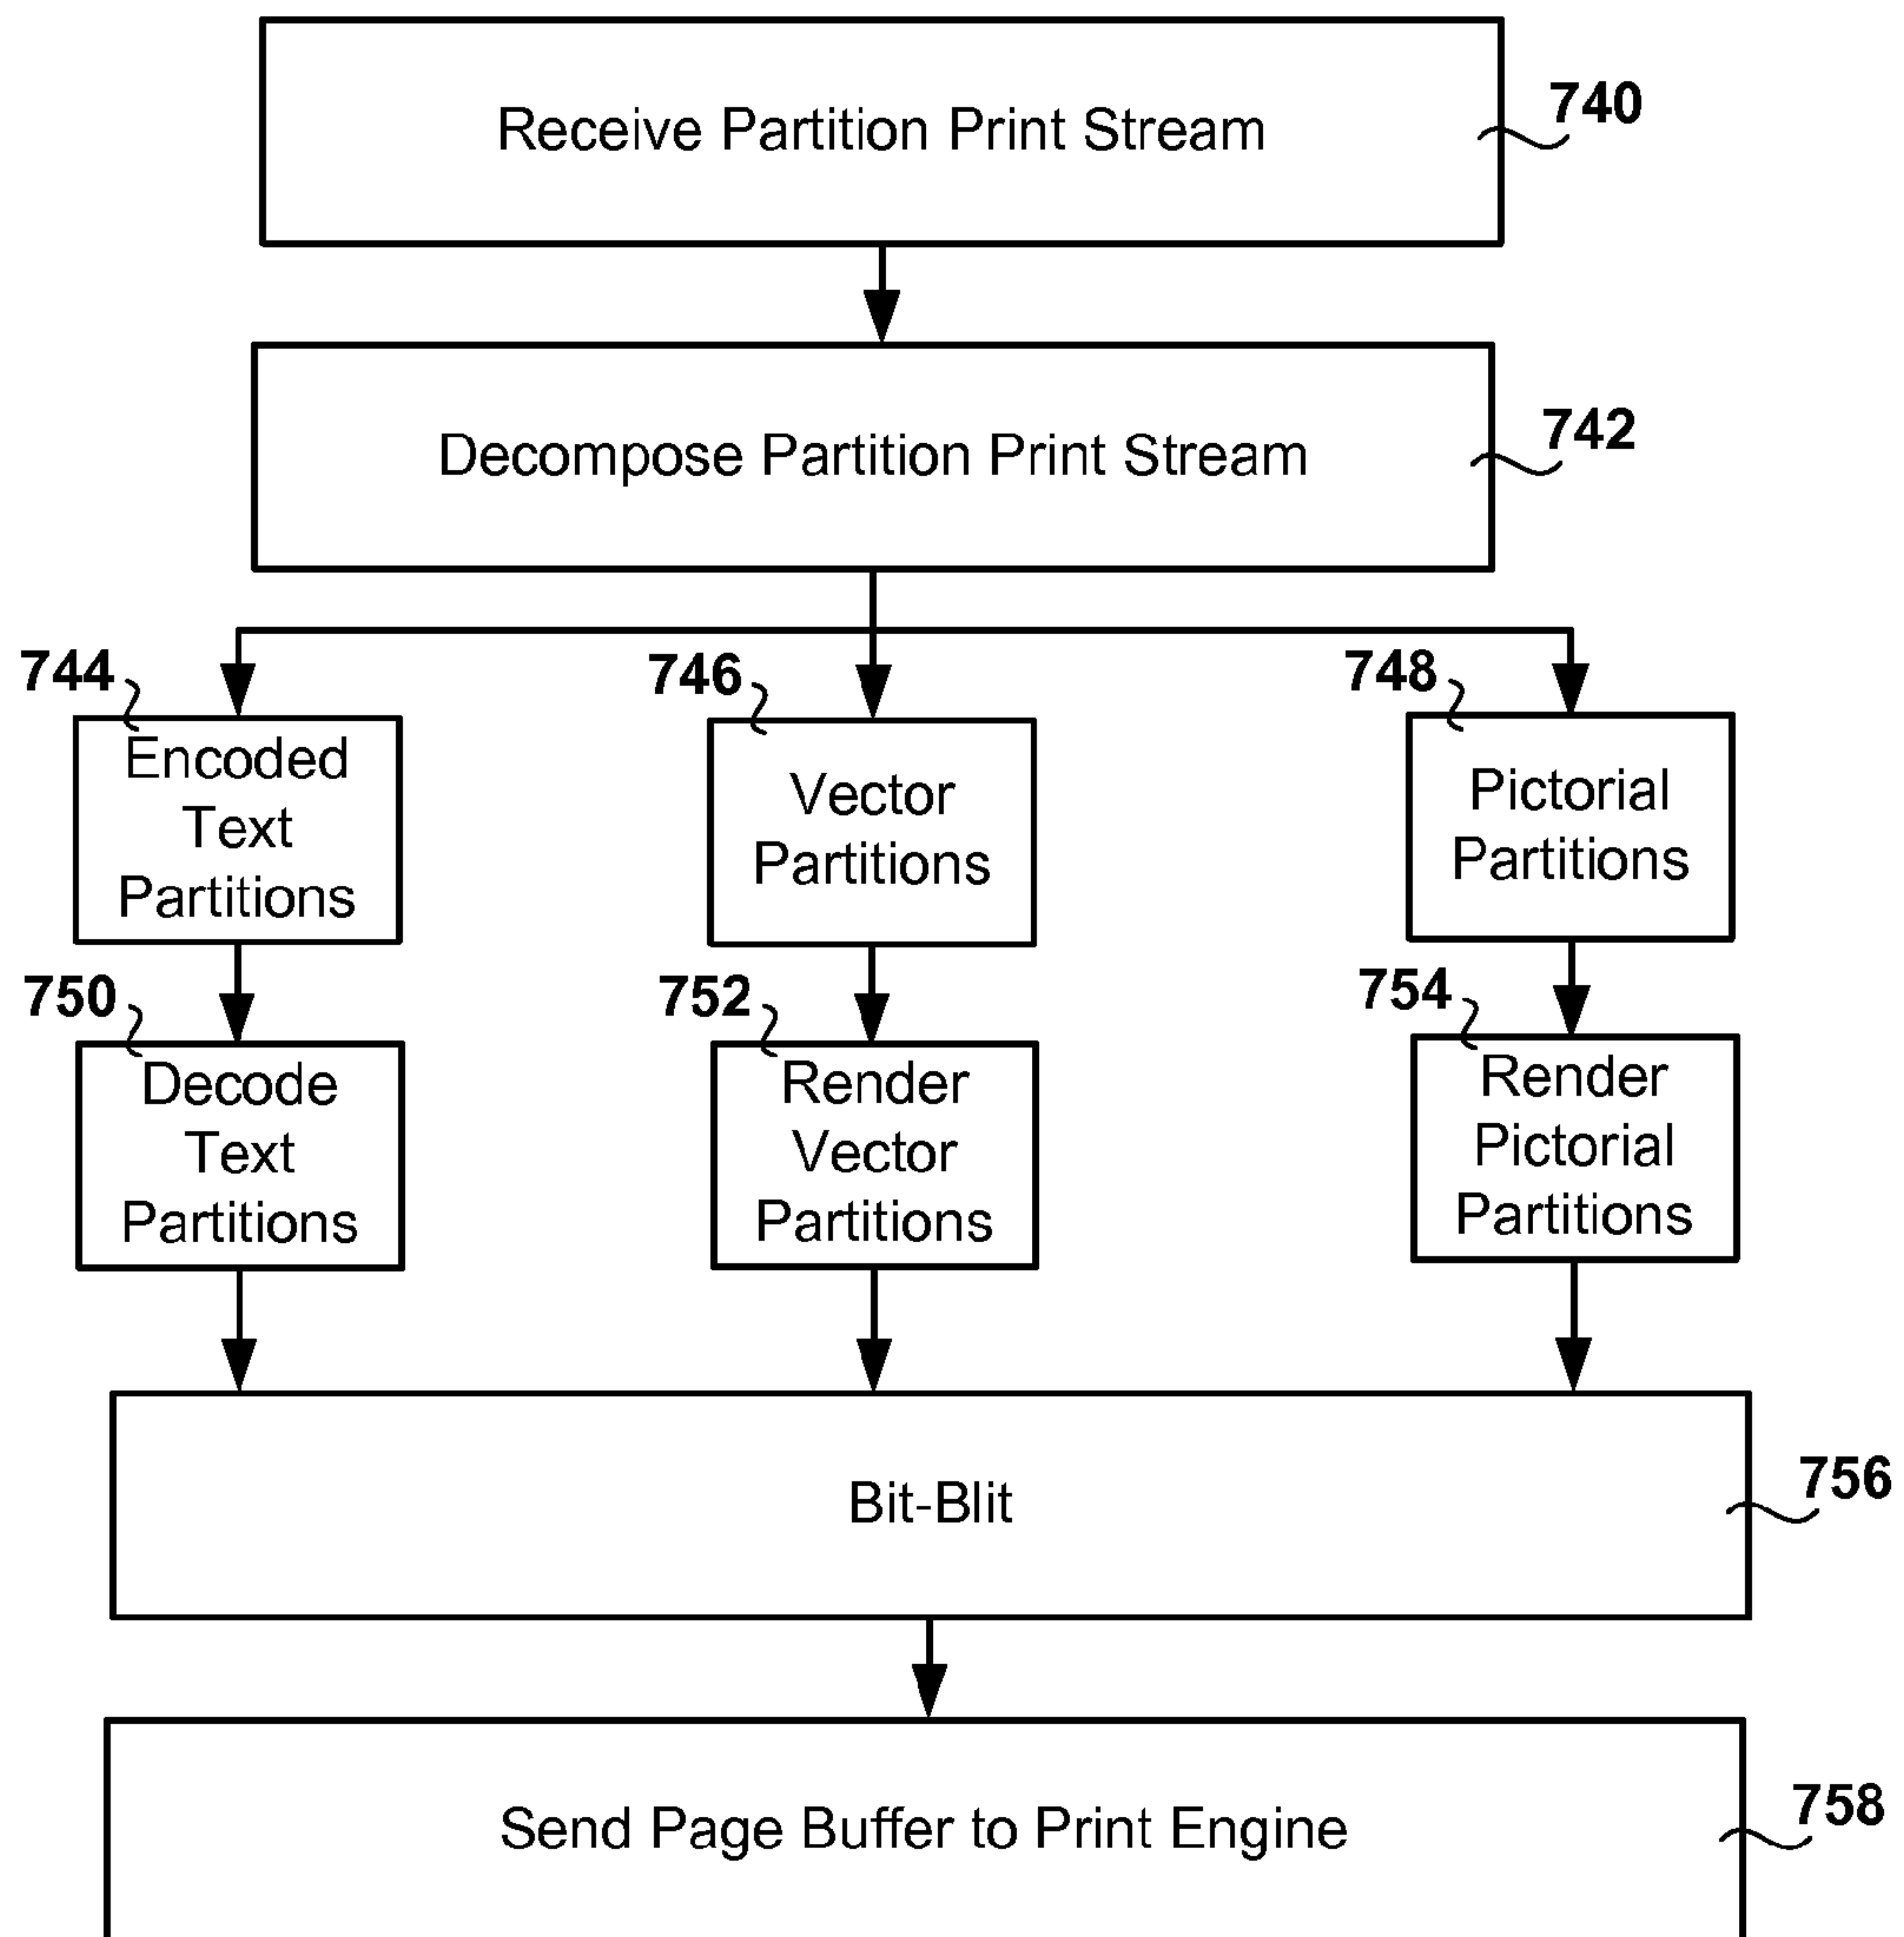 Receive Partition Print Stream
740
Decompose Partition Print Stream
742
744
Encoded
Text
Partitions
746
Vector
Partitions
748
Pictorial
Partitions
750
Decode
Text
Partitions
752
Render
Vector
Partitions
754
Render
Pictorial
Partitions
Bit-Blit
756
Send Page Buffer to Print Engine
758